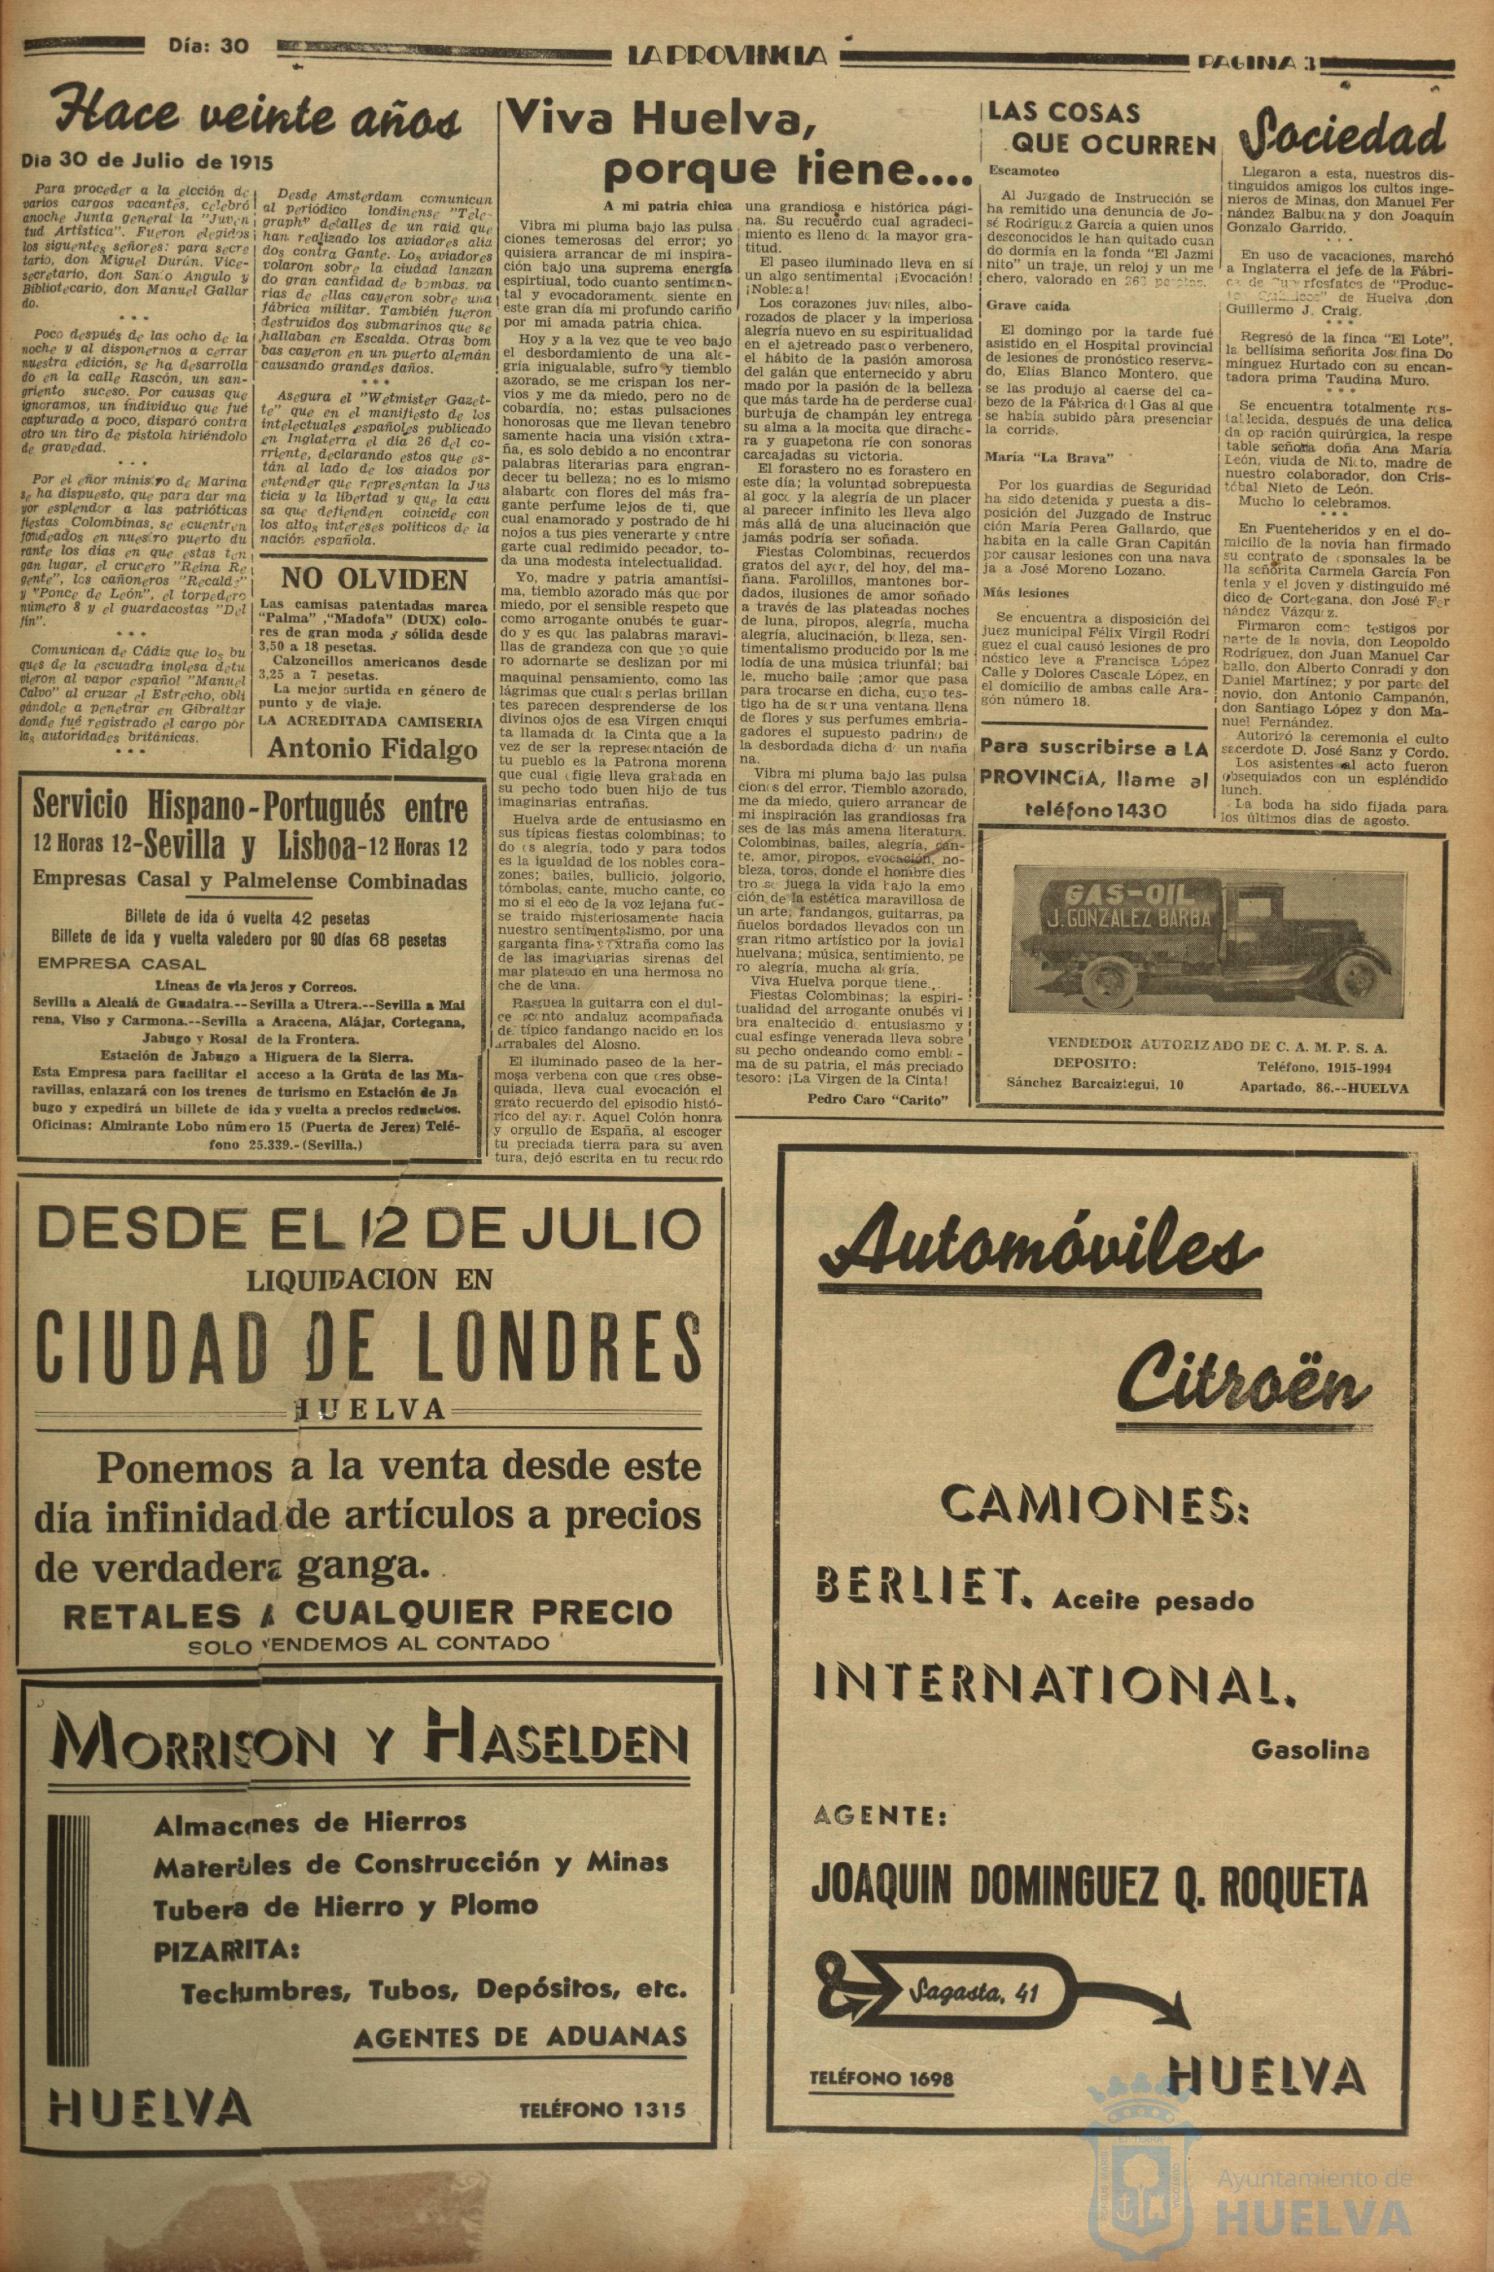 Día: 30
LA PROVINCIA
PAGINA 3
Hace veinte años
Dia 30 de Julio de 1915
Para proceder a la elcción de
varios cargos vacantes, celebró
anoche Junta general la "Juven
tud Artística". Fueron elegidos
los siguentes señores: para secre
tario, don Miguel Durán. Vice-
secretario, don Santo Angulo y
Bibliotecario, don Manuel Gallar
do.
* * *
Poco después de las ocho de la
noche y al disponernos a cerrar
nuestra edición, se ha desarrolla
do en la calle Rascón, un san-
griento suceso. Por causas que
ignoramos, un individuo que fué
capturado a poco, disparó contra
otro un tiro de pistola hiriéndolo
de gravedad.
* * *
Por el eñor ministro de Marina
se ha dispuesto, que para dar ma
yor esplendor a las patrióticas
fiestas Colombinas, se ecuentren
fondeados en nuestro puerto du
rante los dias en que estas ten
gan lugar, el crucero "Reina Re
gente", los cañoneros "Recalde"
y "Ponce de León", el torpedero
número 8 y el guardacostas "Del
fin".
* * *
Comunican de Cádiz que los bu
ques de la escuadra inglesa detu
vieron al vapor español "Manuel
Calvo" al cruzar el Estrecho, obli
gándole a penetrar en Gibraltar
donde fué registrado el cargo por
las autoridades británicas.
* * *
Desde Amsterdam comunican
al periódico londinense "Tele-
graph" detalles de un raid que
han realizado los aviadores alia
dos contra Gante. Los aviadores
volaron sobre la ciudad lanzan
do gran cantidad de bombas. va
rias de ellas cayeron sobre una
fábrica militar. También fueron
destruidos dos submarinos que se
hallaban en Escalda. Otras bom
bas cayeron en un puerto alemán
causando grandes daños.
* * *
Asegura el "Wetmister Gazet-
te" que en el manifiesto de los
intelectuales españoles publicado
en Inglaterra el dia 26 del co-
rriente, declarando estos que es-
tán al lado de los aiados por
entender que representan la Jus
ticia y la libertad y que la cau
sa que defienden coincide con
los altos intereses politicos de la
nación española.
NO OLVIDEN
Las camisas patentadas marca
"Palma" ,"Madofa" (DUX) colo-
res de gran moda y sólida desde
3,50 a 18 pesetas.
Calzoncillos americanos desde
3,25 a 7 pesetas.
La mejor surtida en género de
punto y de viaje.
LA ACREDITADA CAMISERIA
Antonio Fidalgo
Servicio Hispano-Portugués entre
12 Horas 12-Sevilla y Lisboa-12 Horas 12
Empresas Casal y Palmelense Combinadas
Billete de ida ó vuelta 42 pesetas
Billete de ida y vuelta valedero por 90 días 68 pesetas
EMPRESA CASAL
Lineas de viajeros y Correos.
Sevilla a Alcalá de Guadaira.--Sevilla a Utrera.--Sevilla a Mai
rena, Viso y Carmona.--Sevilla a Aracena, Alájar, Cortegana,
Jabugo y Rosal de la Frontera.
Estación de Jabugo a Higuera de la Sierra.
Esta Empresa para facilitar el acceso a la Gruta de las Ma-
ravillas, enlazará con los trenes de turismo en Estación de Ja-
bugo y expedirá un billete de ida y vuelta a precios reducidos.
Oficinas: Almirante Lobo número 15 (Puerta de Jerez) Telé-
fono 25.339.-(Sevilla.)
Viva Huelva,
porque tiene....
A mi patria chica
Vibra mi pluma bajo las pulsa
ciones temerosas del error; yo
quisiera arrancar de mi inspira-
ción bajo una suprema energía
espirtiual, todo cuanto sentimen-
tal y evocadoramente siente en
este gran día mi profundo cariño
por mi amada patria chica.
Hoy y a la vez que te veo bajo
el desbordamiento de una ale-
gría inigualable, sufro y tiemblo
azorado, se me crispan los ner-
vios y me da miedo, pero no de
cobardía, no; estas pulsaciones
honorosas que me llevan tenebro
samente hacia una visión extra-
ña, es solo debido a no encontrar
palabras literarias para engran-
decer tu belleza; no es lo mismo
alabarte con flores del más fra-
gante perfume lejos de ti, que
cual enamorado y postrado de hi
nojos a tus pies venerarte y entre
garte cual redimido pecador, to-
da una modesta intelectualidad.
Yo, madre y patria amantísi-
ma, tiemblo azorado más que por
miedo, por el sensible respeto que
como arrogante onubés te guar-
do y es que las palabras maravi-
llas de grandeza con que yo quie
ro adornarte se deslizan por mi
maquinal pensamiento, como las
lágrimas que cuales perlas brillan
tes parecen desprenderse de los
divinos ojos de esa Virgen chiqui
ta llamada de la Cinta que a la
vez de ser la representación de
tu pueblo es la Patrona morena
que cual efigie lleva grabada en
su pecho todo buen hijo de tus
imaginarias entrañas.
Huelva arde de entusiasmo en
sus típicas fiestas colombinas; to
do es alegría, todo y para todos
es la igualdad de los nobles cora-
zones; bailes, bullicio, jolgorio,
tómbolas, cante, mucho cante, co
mo si el eco de la voz lejana fue-
se traido misteriosamente hacia
nuestro sentimentalismo, por una
garganta fina y extraña como las
de las imaginarias sirenas del
mar plateado en una hermosa no
che de luna.
Rasguea la guitarra con el dul-
ce acento andaluz acompañada
del típico fandango nacido en los
arrabales del Alosno.
El iluminado paseo de la her-
mosa verbena con que eres obse-
quiada, lleva cual evocación el
grato recuerdo del episodio histó-
rico del ayer. Aquel Colón honra
y orgullo de España, al escoger
tu preciada tierra para su aven
tura, dejó escrita en tu recuerdo
una grandiosa e histórica pági-
na. Su recuerdo cual agradeci-
miento es lleno de la mayor gra-
titud.
El paseo iluminado lleva en sí
un algo sentimental ¡Evocación!
¡Nobleza!
Los corazones juveniles, albo-
rozados de placer y la imperiosa
alegría nuevo en su espiritualidad
en el ajetreado paseo verbenero,
el hábito de la pasión amorosa
del galán que enternecido y abru
mado por la pasión de la belleza
que más tarde ha de perderse cual
burbuja de champán ley entrega
su alma a la mocita que dirache-
ra y guapetona ríe con sonoras
carcajadas su victoria.
El forastero no es forastero en
este día; la voluntad sobrepuesta
al goce y la alegría de un placer
al parecer infinito les lleva algo
más allá de una alucinación que
jamás podría ser soñada.
Fiestas Colombinas, recuerdos
gratos del ayer, del hoy, del ma-
ñana. Farolillos, mantones bor-
dados, ilusiones de amor soñado
a través de las plateadas noches
de luna, piropos, alegría, mucha
alegría, alucinación, belleza, sen-
timentalismo producido por la me
lodía de una música triunfal; bai
le, mucho baile ;amor que pasa
para trocarse en dicha, cuyo tes-
tigo ha de ser una ventana llena
de flores y sus perfumes embria-
gadores el supuesto padrino de
la desbordada dicha de un maña
na.
Vibra mi pluma bajo las pulsa
ciones del error. Tiemblo azorado,
me da miedo, quiero arrancar de
mi inspiración las grandiosas fra
ses de las más amena literatura.
Colombinas, bailes, alegría, can-
te, amor, piropos, evocación, no-
bleza, toros, donde el hombre dies
tro se juega la vida bajo la emo
ción de la estética maravillosa de
un arte; fandangos, guitarras, pa
ñuelos bordados llevados con un
gran ritmo artístico por la jovial
huelvana; música, sentimiento, pe
ro alegría, mucha alegría.
Viva Huelva porque tiene...
Fiestas Colombinas; la espiri-
tualidad del arrogante onubés vi
bra enaltecido de entusiasmo y
cual esfinge venerada lleva sobre
su pecho ondeando como emble-
ma de su patria, el más preciado
tesoro: ¡La Virgen de la Cinta!
Pedro Caro "Carito"
LAS COSAS
QUE OCURREN
Escamoteo
Al Juzgado de Instrucción se
ha remitido una denuncia de Jo-
sé Rodríguez García a quien unos
desconocidos le han quitado cuan
do dormía en la fonda "El Jazmi
nito" un traje, un reloj y un me
chero, valorado en pesetas.
Grave caída
El domingo por la tarde fué
asistido en el Hospital provincial
de lesiones de pronóstico reserva-
do, Elias Blanco Montero, que
se las produjo al caerse del ca-
bezo de la Fábrica del Gas al que
se había subido para presenciar
la corrida.
María "La Brava"
Por los guardias de Seguridad
ha sido detenida y puesta a dis-
posición del Juzgado de Instruc
ción María Perea Gallardo, que
habita en la calle Gran Capitán
por causar lesiones con una nava
ja a José Moreno Lozano.
Más lesiones
Se encuentra a disposición del
juez municipal Félix Virgil Rodrí
guez el cual causó lesiones de pro
nóstico leve a Francisca López
Calle y Dolores Cascale López, en
el domicilio de ambas calle Ara-
gón número 18.
Para suscribirse a LA
PROVINCIA, llame al
teléfono 1430
Sociedad
Llegaron a esta, nuestros dis-
tinguidos amigos los cultos inge-
nieros de Minas, don Manuel Fer
nández Balbuena y don Joaquín
Gonzalo Garrido.
* * *
En uso de vacaciones, marchó
a Inglaterra el jefe de la Fábri-
ca de Superfosfatos de "Produc-
tos Químicos" de Huelva ,don
Guillermo J. Craig.
* * *
Regresó de la finca "El Lote",
la bellísima señorita Josefina Do
mínguez Hurtado con su encan-
tadora prima Taudina Muro.
* * *
Se encuentra totalmente res-
tablecida, después de una delica
da operación quirúrgica, la respe
table señora doña Ana María
León, viuda de Nieto, madre de
nuestro colaborador, don Cris-
tóbal Nieto de León.
Mucho lo celebramos.
* * *
En Fuenteheridos y en el do-
micilio de la novia han firmado
su contrato de esponsales la be
lla señorita Carmela García Fon
tenla y el joven y distinguido mé
dico de Cortegana, don José Fer
nández Vázquez.
Firmaron como testigos por
parte de la novia, don Leopoldo
Rodríguez, don Juan Manuel Car
ballo, don Alberto Conradi y don
Daniel Martínez; y por parte del
novio, don Antonio Campanón,
don Santiago López y don Ma-
nuel Fernández.
Autorizó la ceremonia el culto
sacerdote D. José Sanz y Cordo.
Los asistentes al acto fueron
obsequiados con un espléndido
lunch.
La boda ha sido fijada para
los últimos dias de agosto.
GAS-OIL
J. GONZALEZ BARBA
VENDEDOR AUTORIZADO DE C. A. M. P. S. A.
DEPOSITO: Teléfono, 1915-1994
Sánchez Barcaiztegui, 10 Apartado, 86.--HUELVA
DESDE EL 12 DE JULIO
LIQUIDACION EN
CIUDAD DE LONDRES
HUELVA
Ponemos a la venta desde este
día infinidad de artículos a precios
de verdadera ganga.
RETALES A CUALQUIER PRECIO
SOLO VENDEMOS AL CONTADO
MORRISON Y HASELDEN
Almacenes de Hierros
Materiales de Construcción y Minas
Tubera de Hierro y Plomo
PIZARRITA:
Techumbres, Tubos, Depósitos, etc.
AGENTES DE ADUANAS
HUELVA TELÉFONO 1315
Automóviles
Citroën
CAMIONES:
BERLIET. Aceite pesado
INTERNATIONAL.
Gasolina
AGENTE:
JOAQUIN DOMINGUEZ Q. ROQUETA
Sagasta, 41
TELÉFONO 1698 HUELVA
Ayuntamiento de
HUELVA